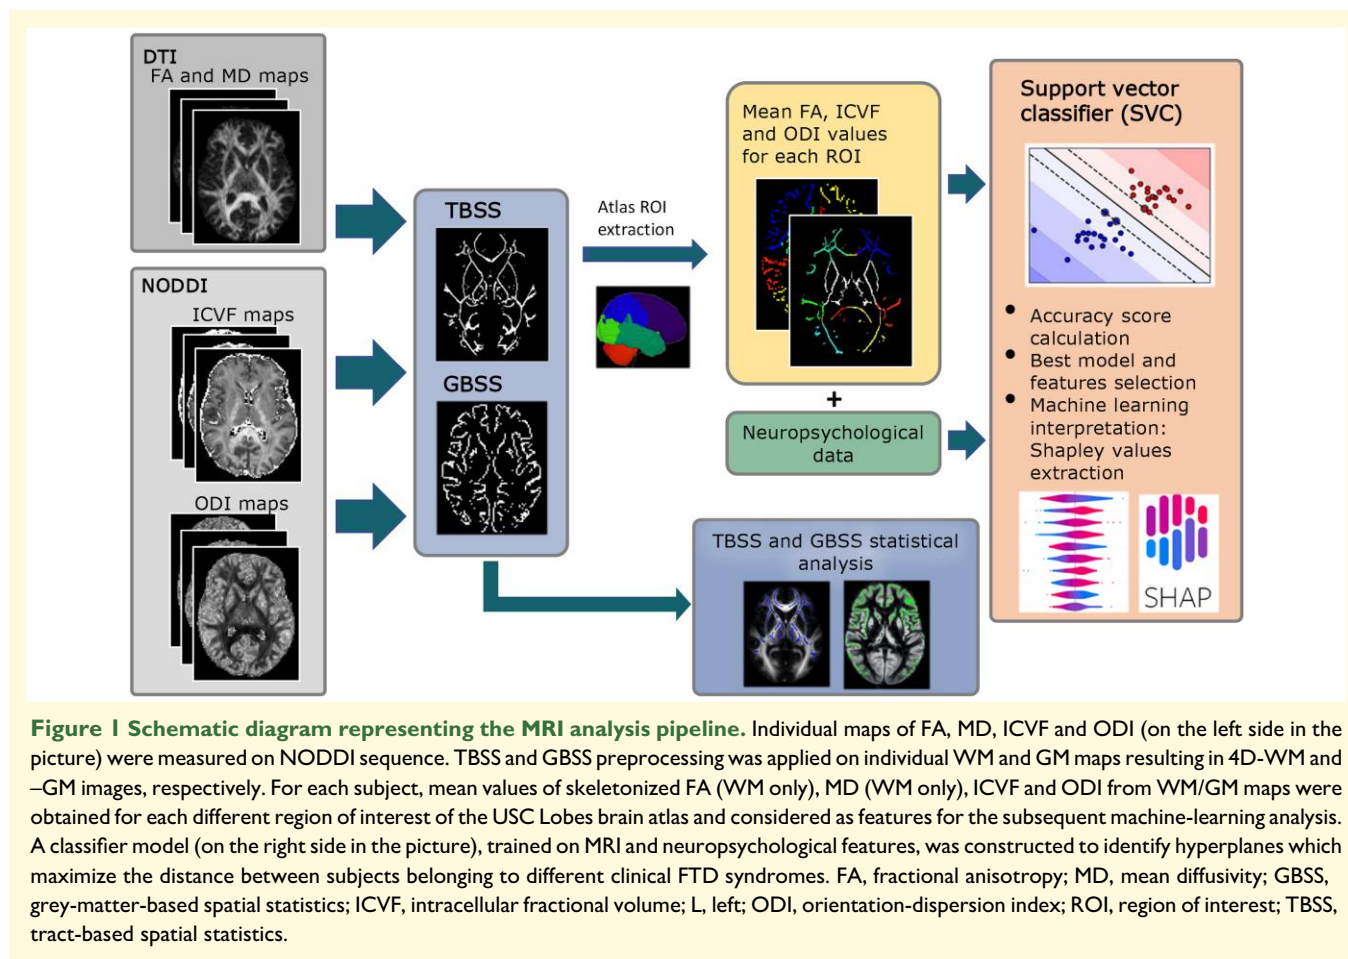 DTI
FA and MD maps
NODDI
ICVF maps
ODI maps
TBSS
GBSS
Atlas ROI
extraction
Mean FA, ICVF
and ODI values
for each ROI
+
Neuropsychological
data
TBSS and GBSS statistical
analysis
Support vector
classifier (SVC)
• Accuracy score
calculation
• Best model and
features selection
• Machine learning
interpretation:
Shapley values
extraction
SHAP
Figure 1 Schematic diagram representing the MRI analysis pipeline. Individual maps of FA, MD, ICVF and ODI (on the left side in the
picture) were measured on NODDI sequence. TBSS and GBSS preprocessing was applied on individual WM and GM maps resulting in 4D-WM and
–GM images, respectively. For each subject, mean values of skeletonized FA (WM only), MD (WM only), ICVF and ODI from WM/GM maps were
obtained for each different region of interest of the USC Lobes brain atlas and considered as features for the subsequent machine-learning analysis.
A classifier model (on the right side in the picture), trained on MRI and neuropsychological features, was constructed to identify hyperplanes which
maximize the distance between subjects belonging to different clinical FTD syndromes. FA, fractional anisotropy; MD, mean diffusivity; GBSS,
grey-matter-based spatial statistics; ICVF, intracellular fractional volume; L, left; ODI, orientation-dispersion index; ROI, region of interest; TBSS,
tract-based spatial statistics.